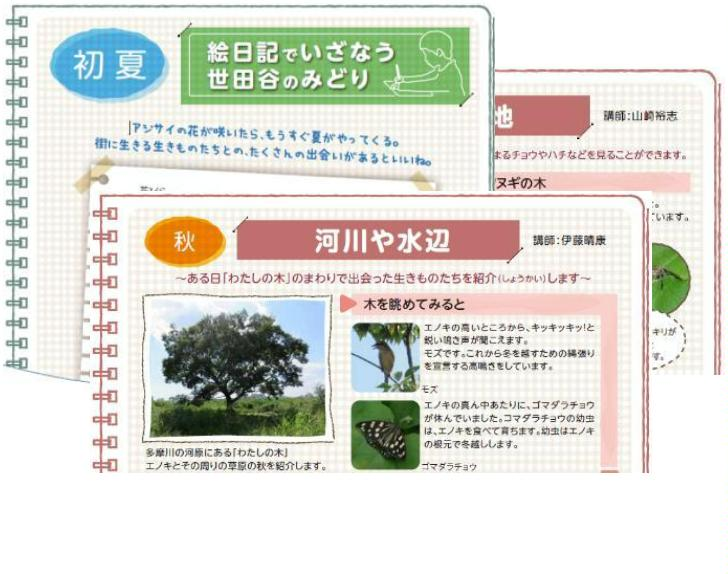 初夏
絵日記でいざなう
世田谷のみどり
アジサイの花が咲いたら、もうすぐ夏がやってくる。
街に生きる生きものたちとの、たくさんの出会いがあるといいね。
地
講師:山崎裕志
まるチョウやハチなどを見ることができます。
ヌギの木
。
ています。
キリが
す。
秋
河川や水辺
講師:伊藤晴康
～ある日「わたしの木」のまわりで出会った生きものたちを紹介(しょうかい)します～
木を眺めてみると
エノキの高いところから、キッキッキッ!と
鋭い鳴き声が聞こえます。
モズです。これから冬を越すための縄張り
を宣言する高鳴きをしています。
モズ
エノキの真ん中あたりに、ゴマダラチョウ
が休んでいました。ゴマダラチョウの幼虫
は、エノキを食べて育ちます。幼虫はエノキ
の根元で冬越しします。
ゴマダラチョウ
多摩川の河原にある「わたしの木」
エノキとその周りの草原の秋を紹介します。